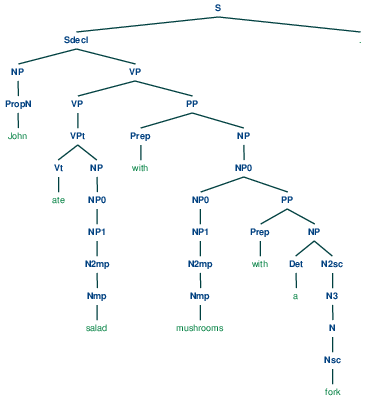 S
Sdecl .
NP VP
PropN VP PP
John VPt Prep NP
Vt NP with NP0
ate NP0 NP0 PP
NP1 NP1 Prep NP
N2mp N2mp with Det N2sc
Nmp Nmp a N3
salad mushrooms N
Nsc
fork